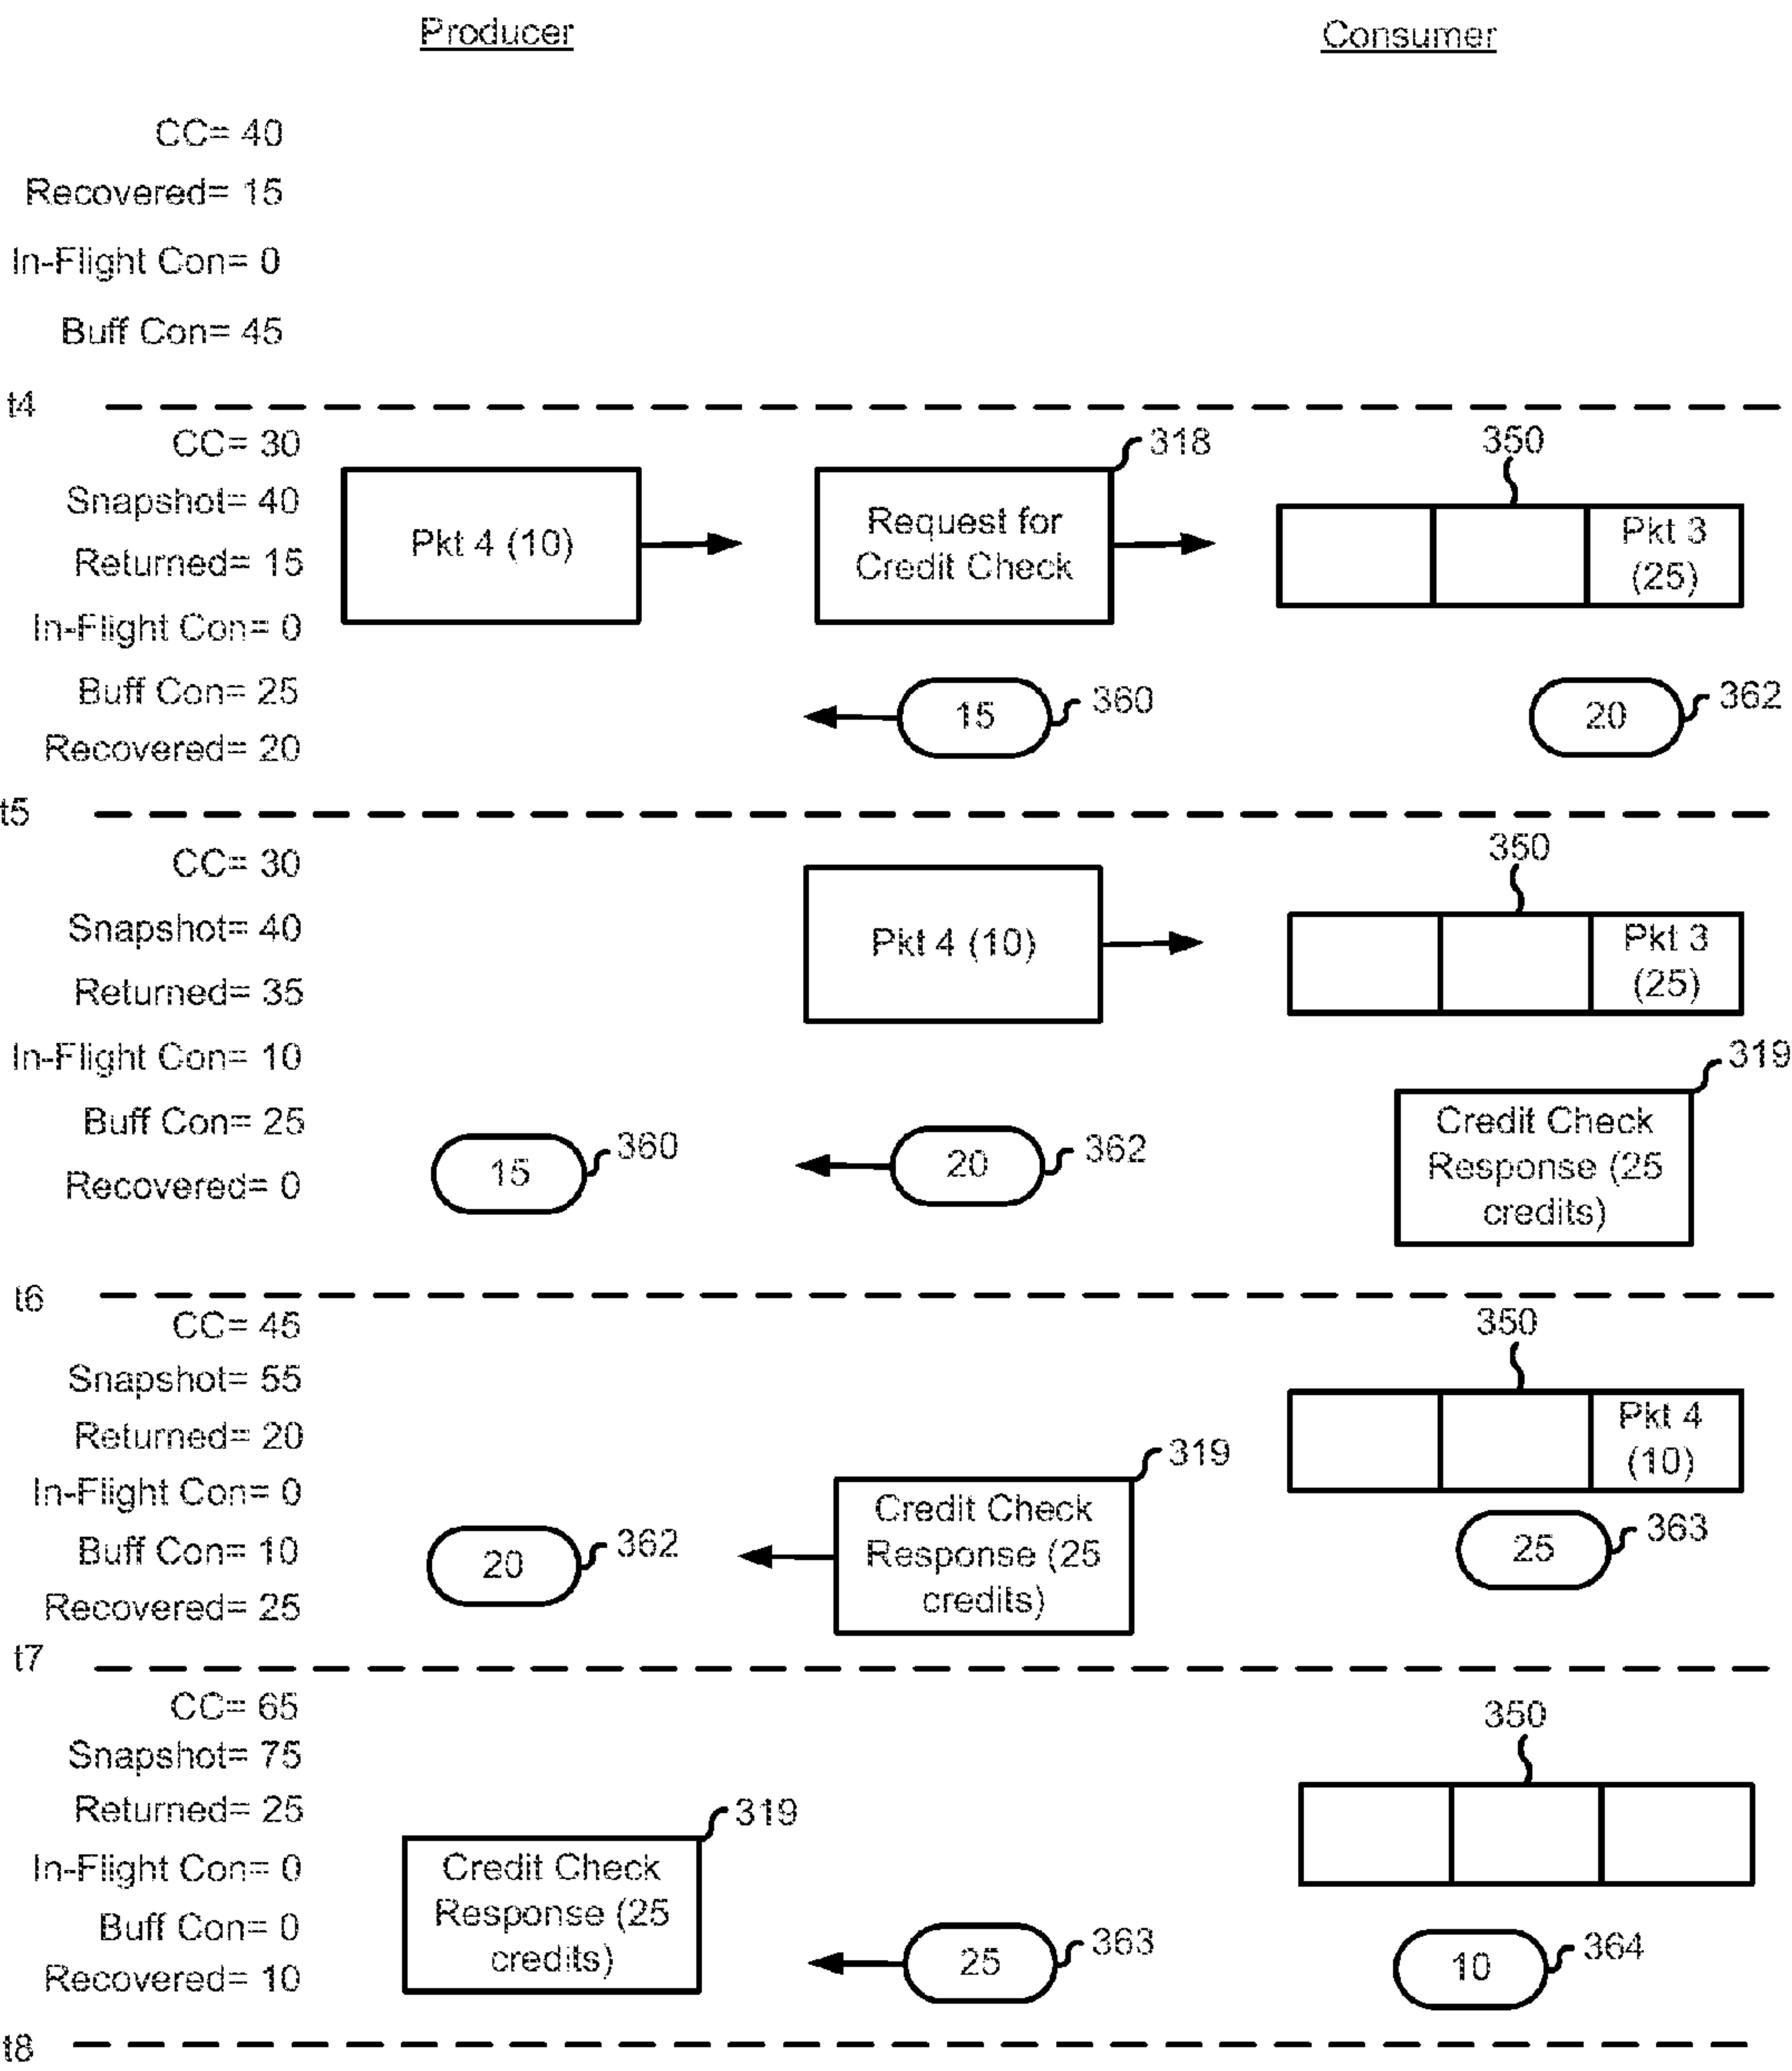 Producer
Consumer
CC= 40
Recovered= 15
In-Flight Con= 0
Buff Con= 45
t4
CC= 30
Snapshot= 40
Returned= 15
In-Flight Con= 0
Buff Con= 25
Recovered= 20
Pkt 4 (10)
318
Request for
Credit Check
350
Pkt 3
(25)
15
360
20
362
t5
CC= 30
Snapshot= 40
Returned= 35
In-Flight Con= 10
Buff Con= 25
Recovered= 0
Pkt 4 (10)
350
Pkt 3
(25)
319
Credit Check
Response (25
credits)
15
360
20
362
t6
CC= 45
Snapshot= 55
Returned= 20
In-Flight Con= 0
Buff Con= 10
Recovered= 25
350
Pkt 4
(10)
319
Credit Check
Response (25
credits)
20
362
25
363
t7
CC= 65
Snapshot= 75
Returned= 25
In-Flight Con= 0
Buff Con= 0
Recovered= 10
350
319
Credit Check
Response (25
credits)
25
363
10
364
t8